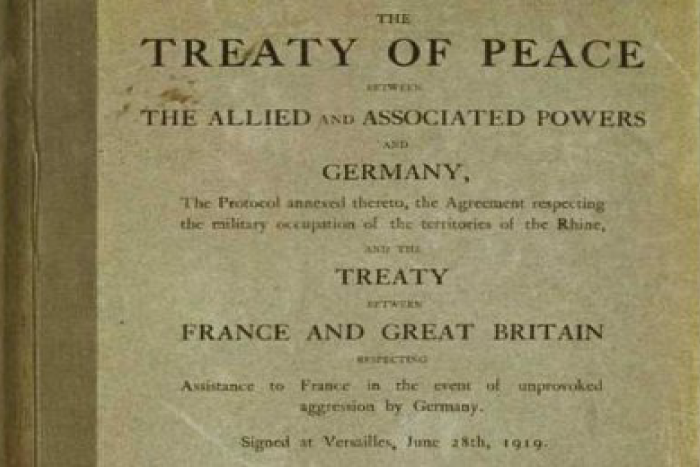 THE
TREATY OF PEACE
BETWEEN
THE ALLIED AND ASSOCIATED POWERS
AND
GERMANY,
The Protocol annexed thereto, the Agreement respecting
the military occupation of the territories of the Rhine,
AND THE
TREATY
BETWEEN
FRANCE AND GREAT BRITAIN
RESPECTING
Assistance to France in the event of unprovoked
aggression by Germany.
Signed at Versailles, June 28th, 1919.